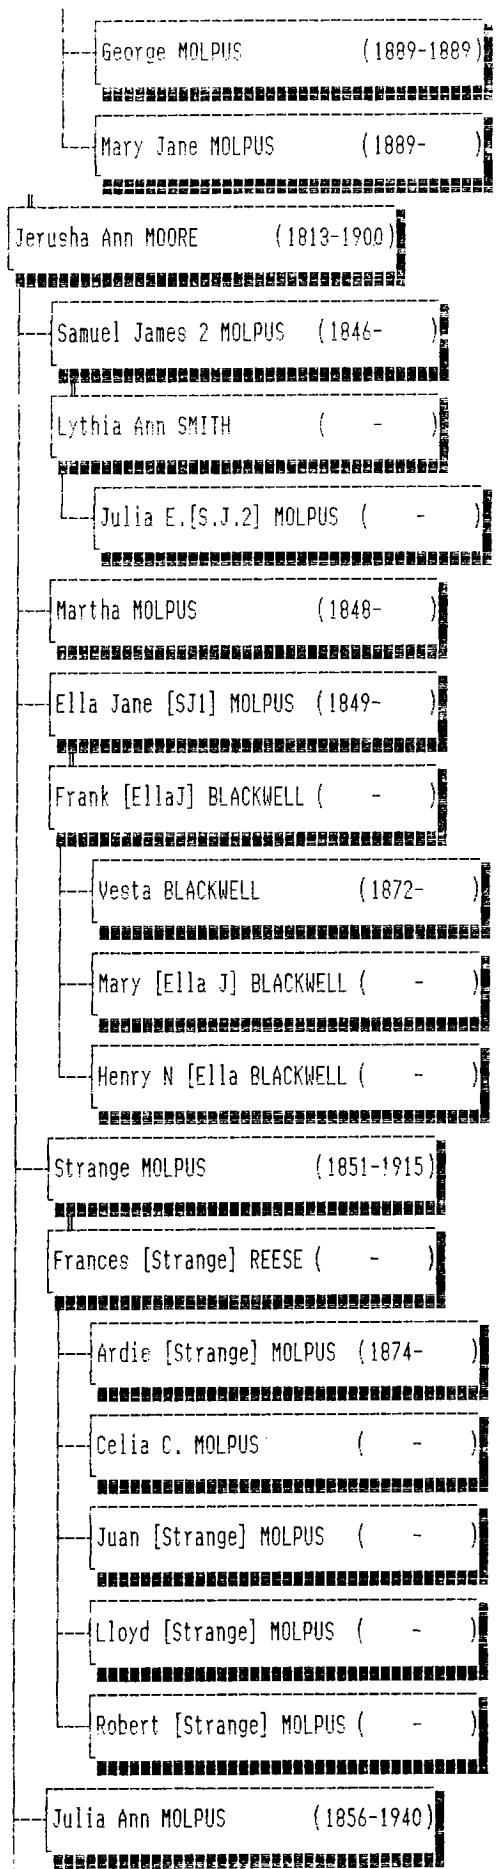 George MOLPUS (1889-1889)
Mary Jane MOLPUS (1889- )
Jerusha Ann MOORE (1813-1900)
Samuel James 2 MOLPUS (1846- )
Lythia Ann SMITH ( - )
Julia E.[S.J.2] MOLPUS ( - )
Martha MOLPUS (1848- )
Ella Jane [SJ1] MOLPUS (1849- )
Frank [EllaJ] BLACKWELL ( - )
Vesta BLACKWELL (1872- )
Mary [Ella J] BLACKWELL ( - )
Henry N [Ella BLACKWELL ( - )
Strange MOLPUS (1851-1915)
Frances [Strange] REESE ( - )
Ardie [Strange] MOLPUS (1874- )
Celia C. MOLPUS ( - )
Juan [Strange] MOLPUS ( - )
Lloyd [Strange] MOLPUS ( - )
Robert [Strange] MOLPUS ( - )
Julia Ann MOLPUS (1856-1940)